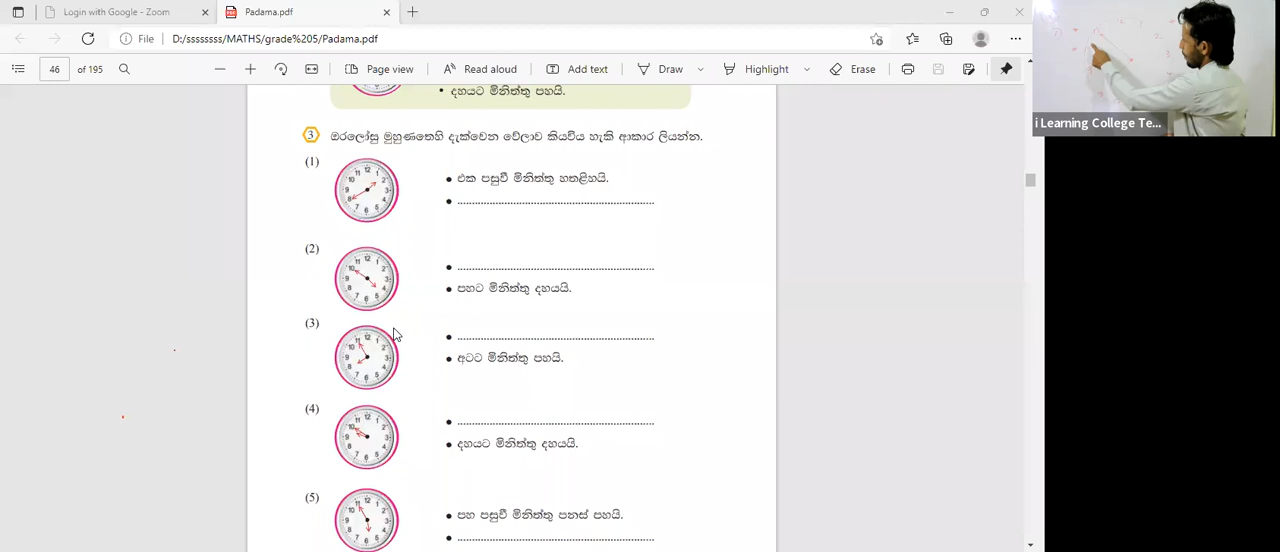 Login with Google - Zoom
Padama.pdf
File
D:/ssssssss/MATHS/grade%205/Padama.pdf
46 of 195
Page view
Read aloud
Add text
Draw
Highlight
Erase
i Learning College Te...
• දහයට මිනිත්තු පහයි.
3 ඔරලෝසු මුහුණතෙහි දැක්වෙන වේලාව කියවිය හැකි ආකාර ලියන්න.
(1)
• එක පසුවී මිනිත්තු හතළිහයි.
• ..........................................................
(2)
• ..........................................................
• පහට මිනිත්තු දහයයි.
(3)
• ..........................................................
• අටට මිනිත්තු පහයි.
(4)
• ..........................................................
• දහයට මිනිත්තු දහයයි.
(5)
• පහ පසුවී මිනිත්තු පනස් පහයි.
• ..........................................................